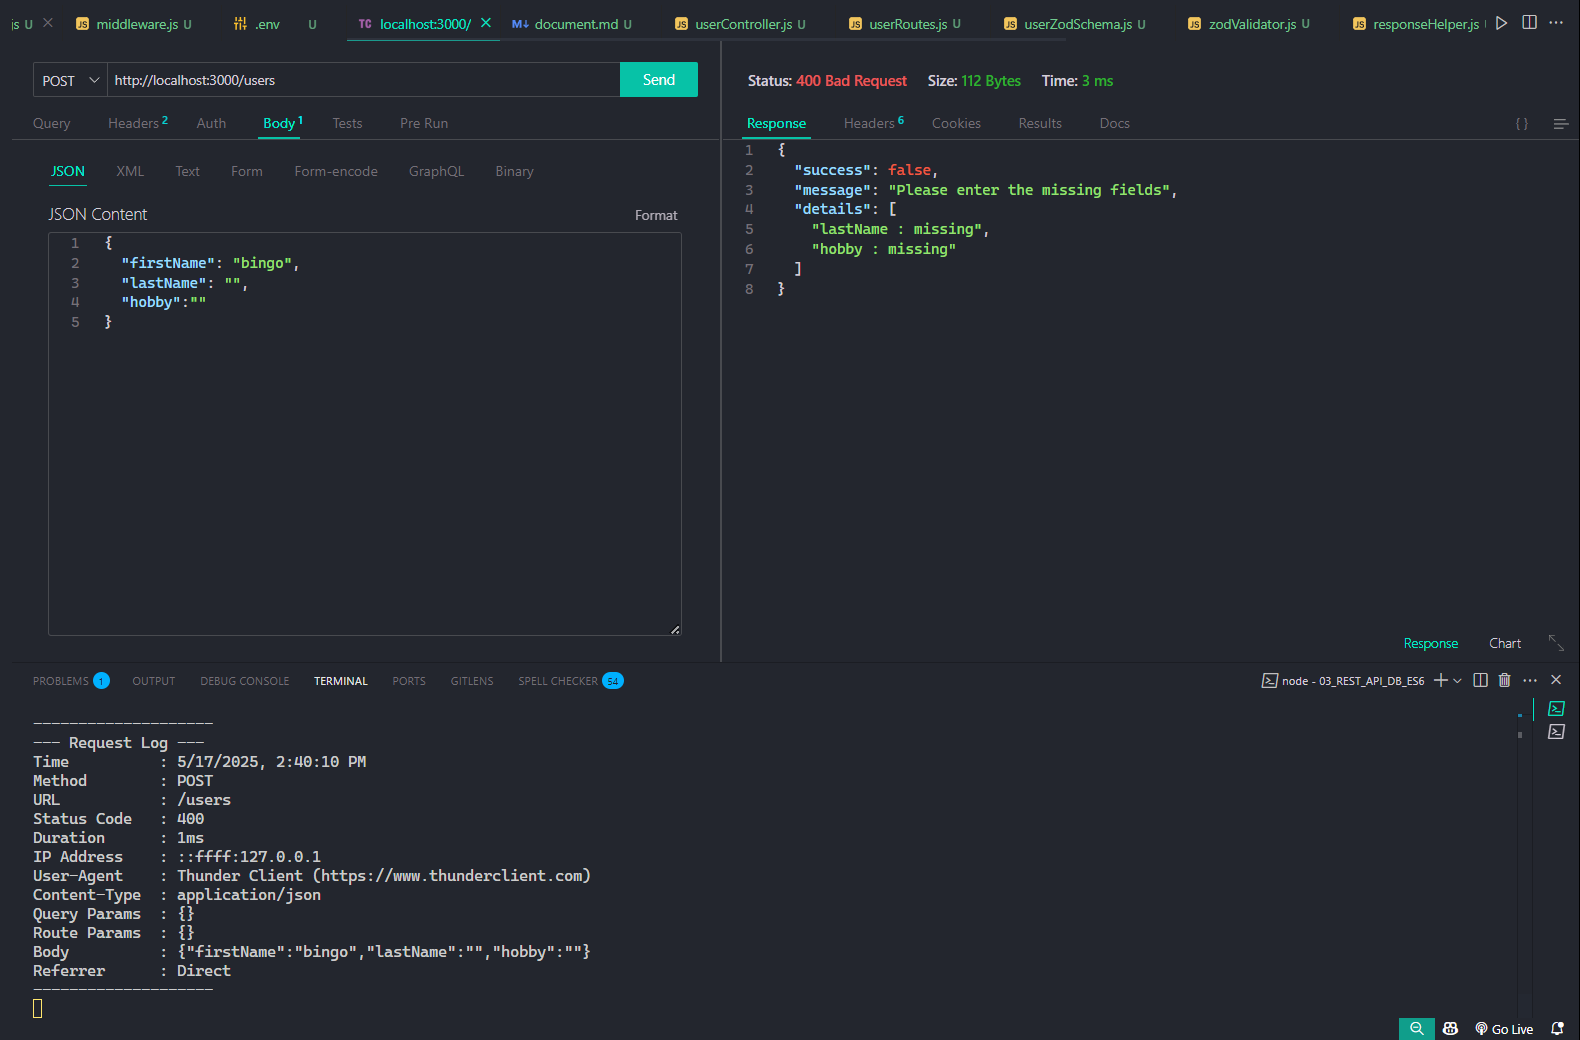 js U middleware.js U .env U TC localhost:3000/ document.md U JS userController.js U JS userRoutes.js U JS userZodSchema.js U JS zodValidator.js U JS responseHelper.js
POST http://localhost:3000/users Send
Query Headers 2 Auth Body 1 Tests Pre Run
JSON XML Text Form Form-encode GraphQL Binary
JSON Content Format
1 {
2 "firstName": "bingo",
3 "lastName": "",
4 "hobby":""
5 }
Status: 400 Bad Request Size: 112 Bytes Time: 3 ms
Response Headers 6 Cookies Results Docs { }
1 {
2 "success": false,
3 "message": "Please enter the missing fields",
4 "details": [
5 "lastName : missing",
6 "hobby : missing"
7 ]
8 }
Response Chart
PROBLEMS 1 OUTPUT DEBUG CONSOLE TERMINAL PORTS GITLENS SPELL CHECKER 54 node - 03_REST_API_DB_ES6
--------------------
--- Request Log ---
Time : 5/17/2025, 2:40:10 PM
Method : POST
URL : /users
Status Code : 400
Duration : 1ms
IP Address : ::ffff:127.0.0.1
User-Agent : Thunder Client (https://www.thunderclient.com)
Content-Type : application/json
Query Params : {}
Route Params : {}
Body : {"firstName":"bingo","lastName":"","hobby":""}
Referrer : Direct
--------------------
Go Live